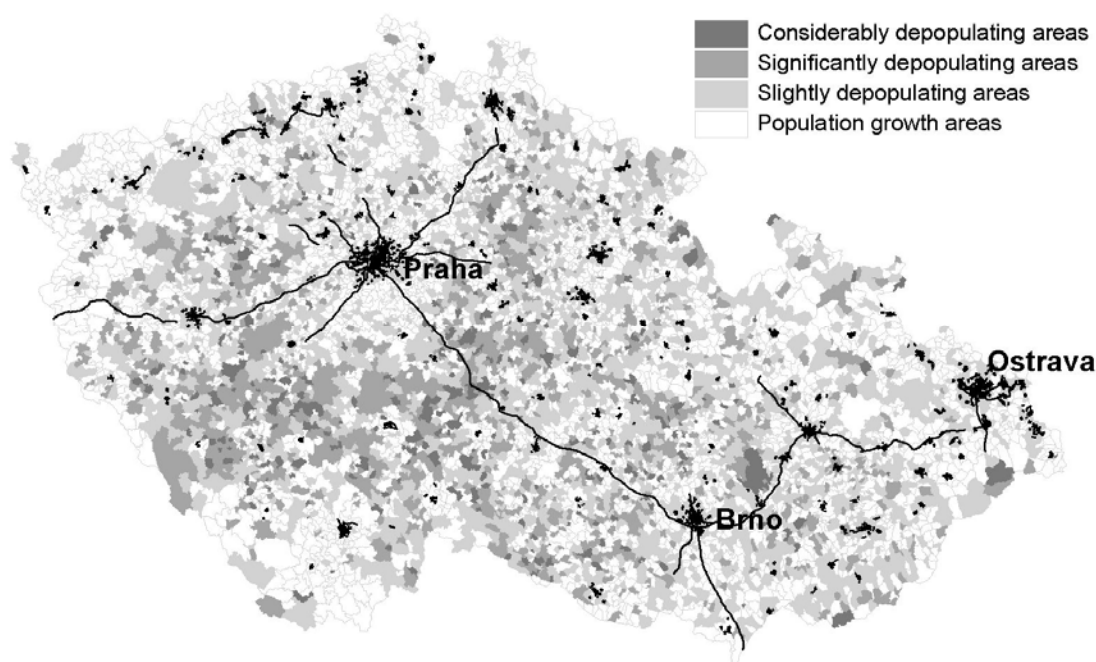 Considerably depopulating areas
Significantly depopulating areas
Slightly depopulating areas
Population growth areas
Praha
Ostrava
Brno